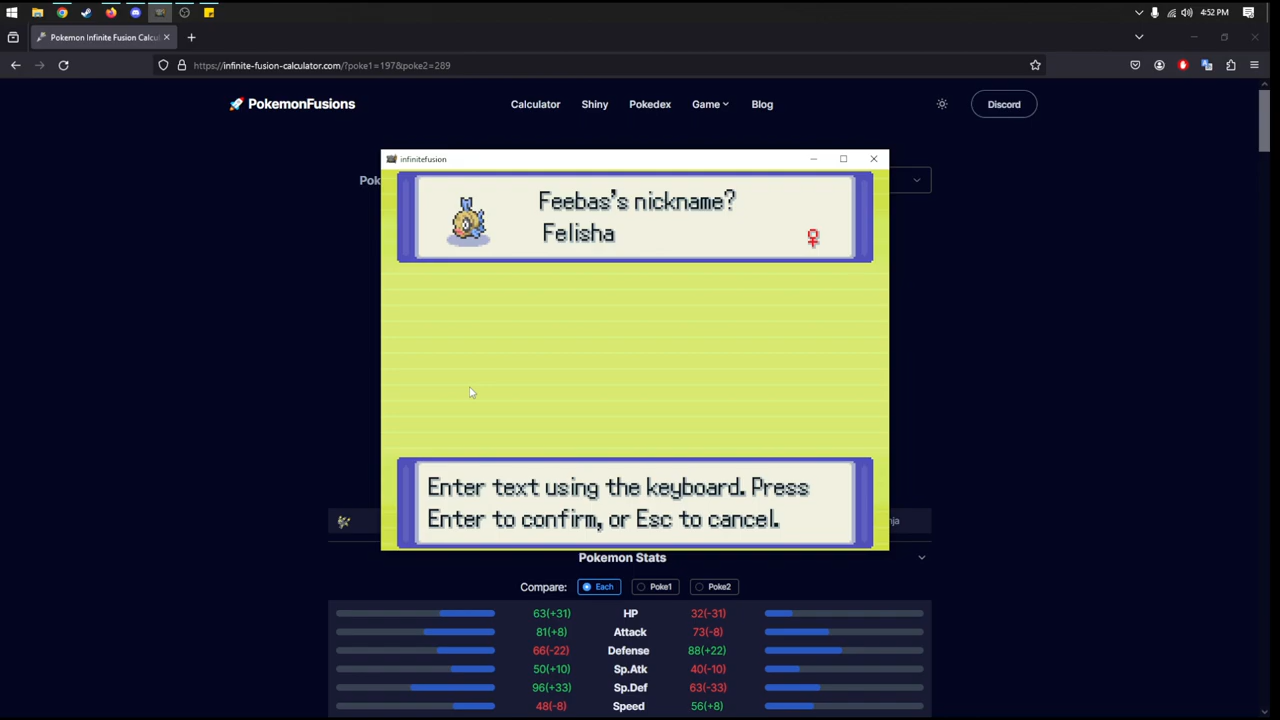 4:52 PM
Pokemon Infinite Fusion Calcu
https://infinite-fusion-calculator.com/?poke1=197&poke2=289
PokemonFusions
Calculator Shiny Pokedex Game Blog Discord
infinitefusion
Pok
Feebas's nickname?
Felisha
♀
Enter text using the keyboard. Press
Enter to confirm, or Esc to cancel.
nja
Pokemon Stats
Compare: Each Poke1 Poke2
63(+31) HP 32(-31)
81(+8) Attack 73(-8)
66(-22) Defense 88(+22)
50(+10) Sp.Atk 40(-10)
96(+33) Sp.Def 63(-33)
48(-8) Speed 56(+8)